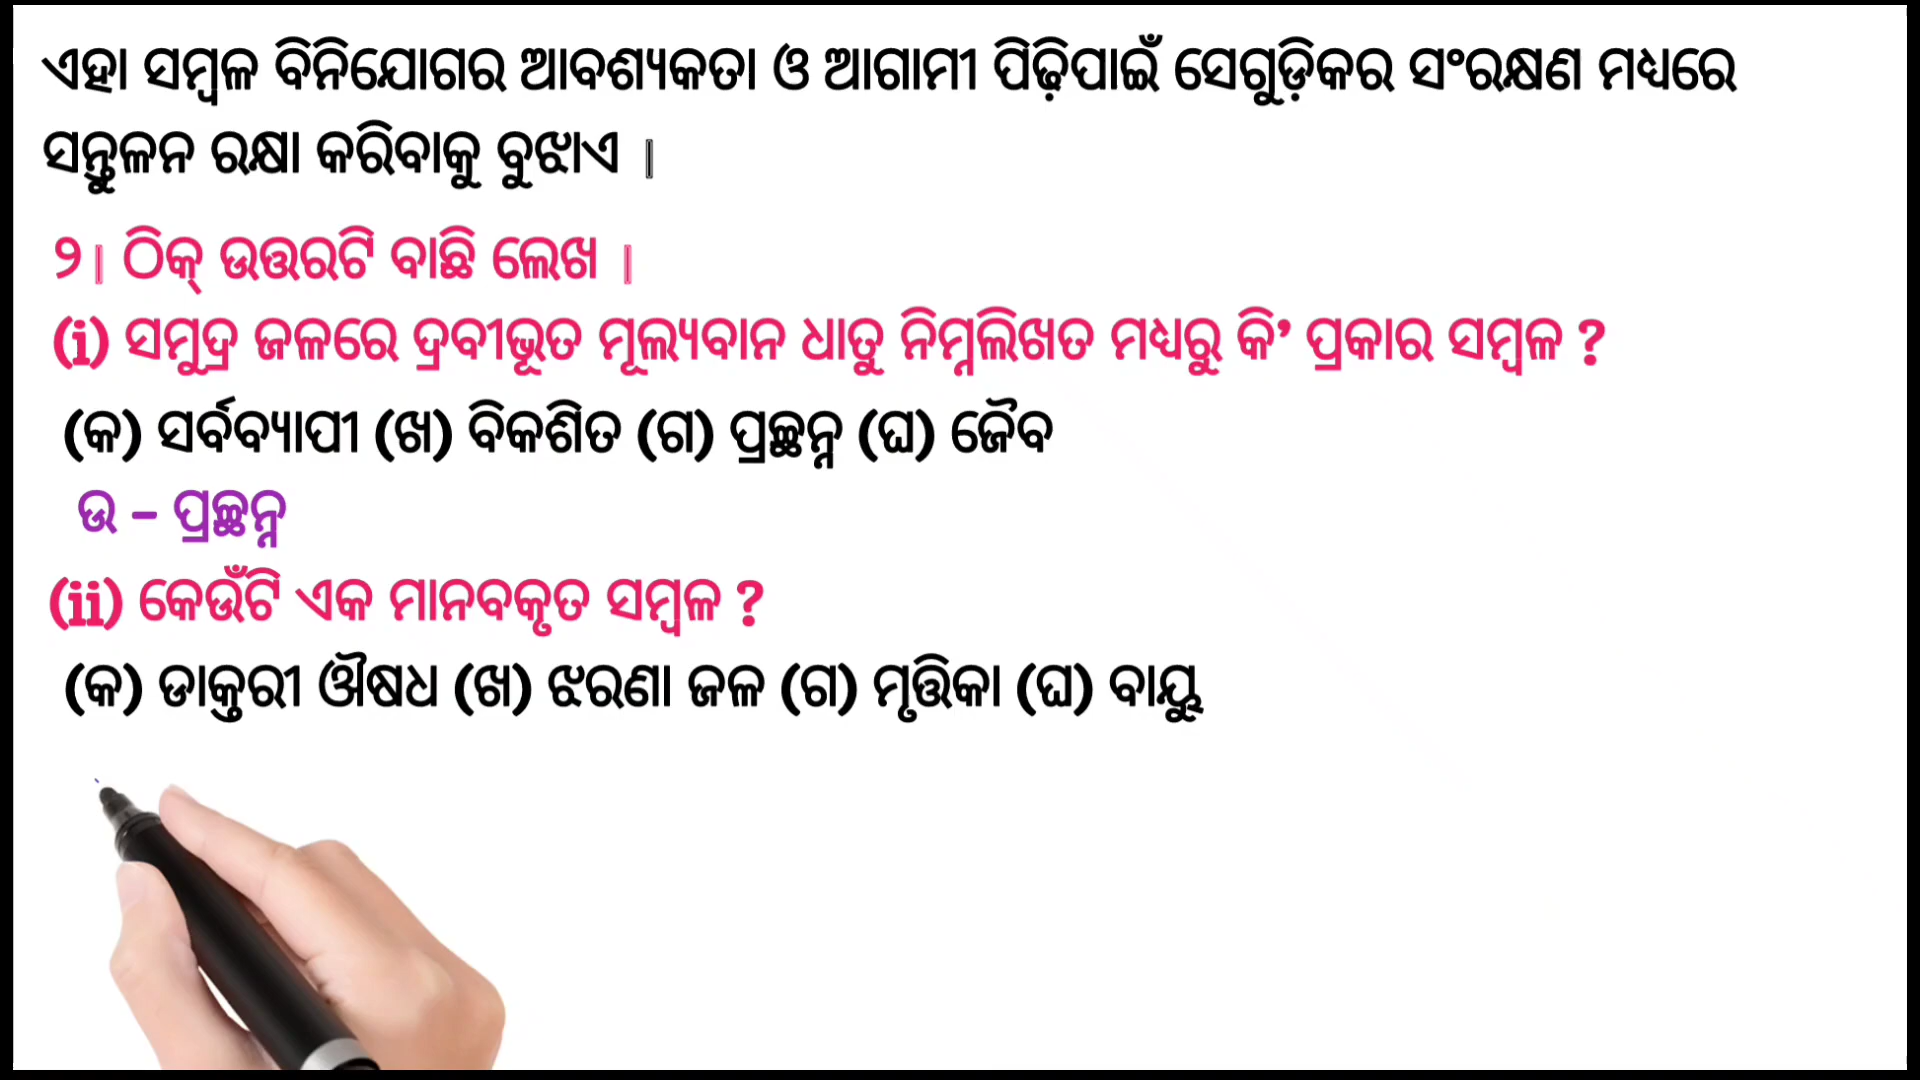 ଏହା ସମ୍ବଳ ବିନିଯୋଗର ଆବଶ୍ୟକତା ଓ ଆଗାମୀ ପିଢ଼ିପାଇଁ ସେଗୁଡ଼ିକର ସଂରକ୍ଷଣ ମଧ୍ୟରେ
ସନ୍ତୁଳନ ରକ୍ଷା କରିବାକୁ ବୁଝାଏ ।
୨। ଠିକ୍ ଉତ୍ତରଟି ବାଛି ଲେଖ ।
(i) ସମୁଦ୍ର ଜଳରେ ଦ୍ରବୀଭୂତ ମୂଲ୍ୟବାନ ଧାତୁ ନିମ୍ନଲିଖତ ମଧ୍ୟରୁ କି’ ପ୍ରକାର ସମ୍ବଳ ?
(କ) ସର୍ବବ୍ୟାପୀ (ଖ) ବିକଶିତ (ଗ) ପ୍ରଚ୍ଛନ୍ନ (ଘ) ଜୈବ
ଉ – ପ୍ରଚ୍ଛନ୍ନ
(ii) କେଉଁଟି ଏକ ମାନବକୃତ ସମ୍ବଳ ?
(କ) ଡାକ୍ତରୀ ଔଷଧ (ଖ) ଝରଣା ଜଳ (ଗ) ମୃତ୍ତିକା (ଘ) ବାୟୁ